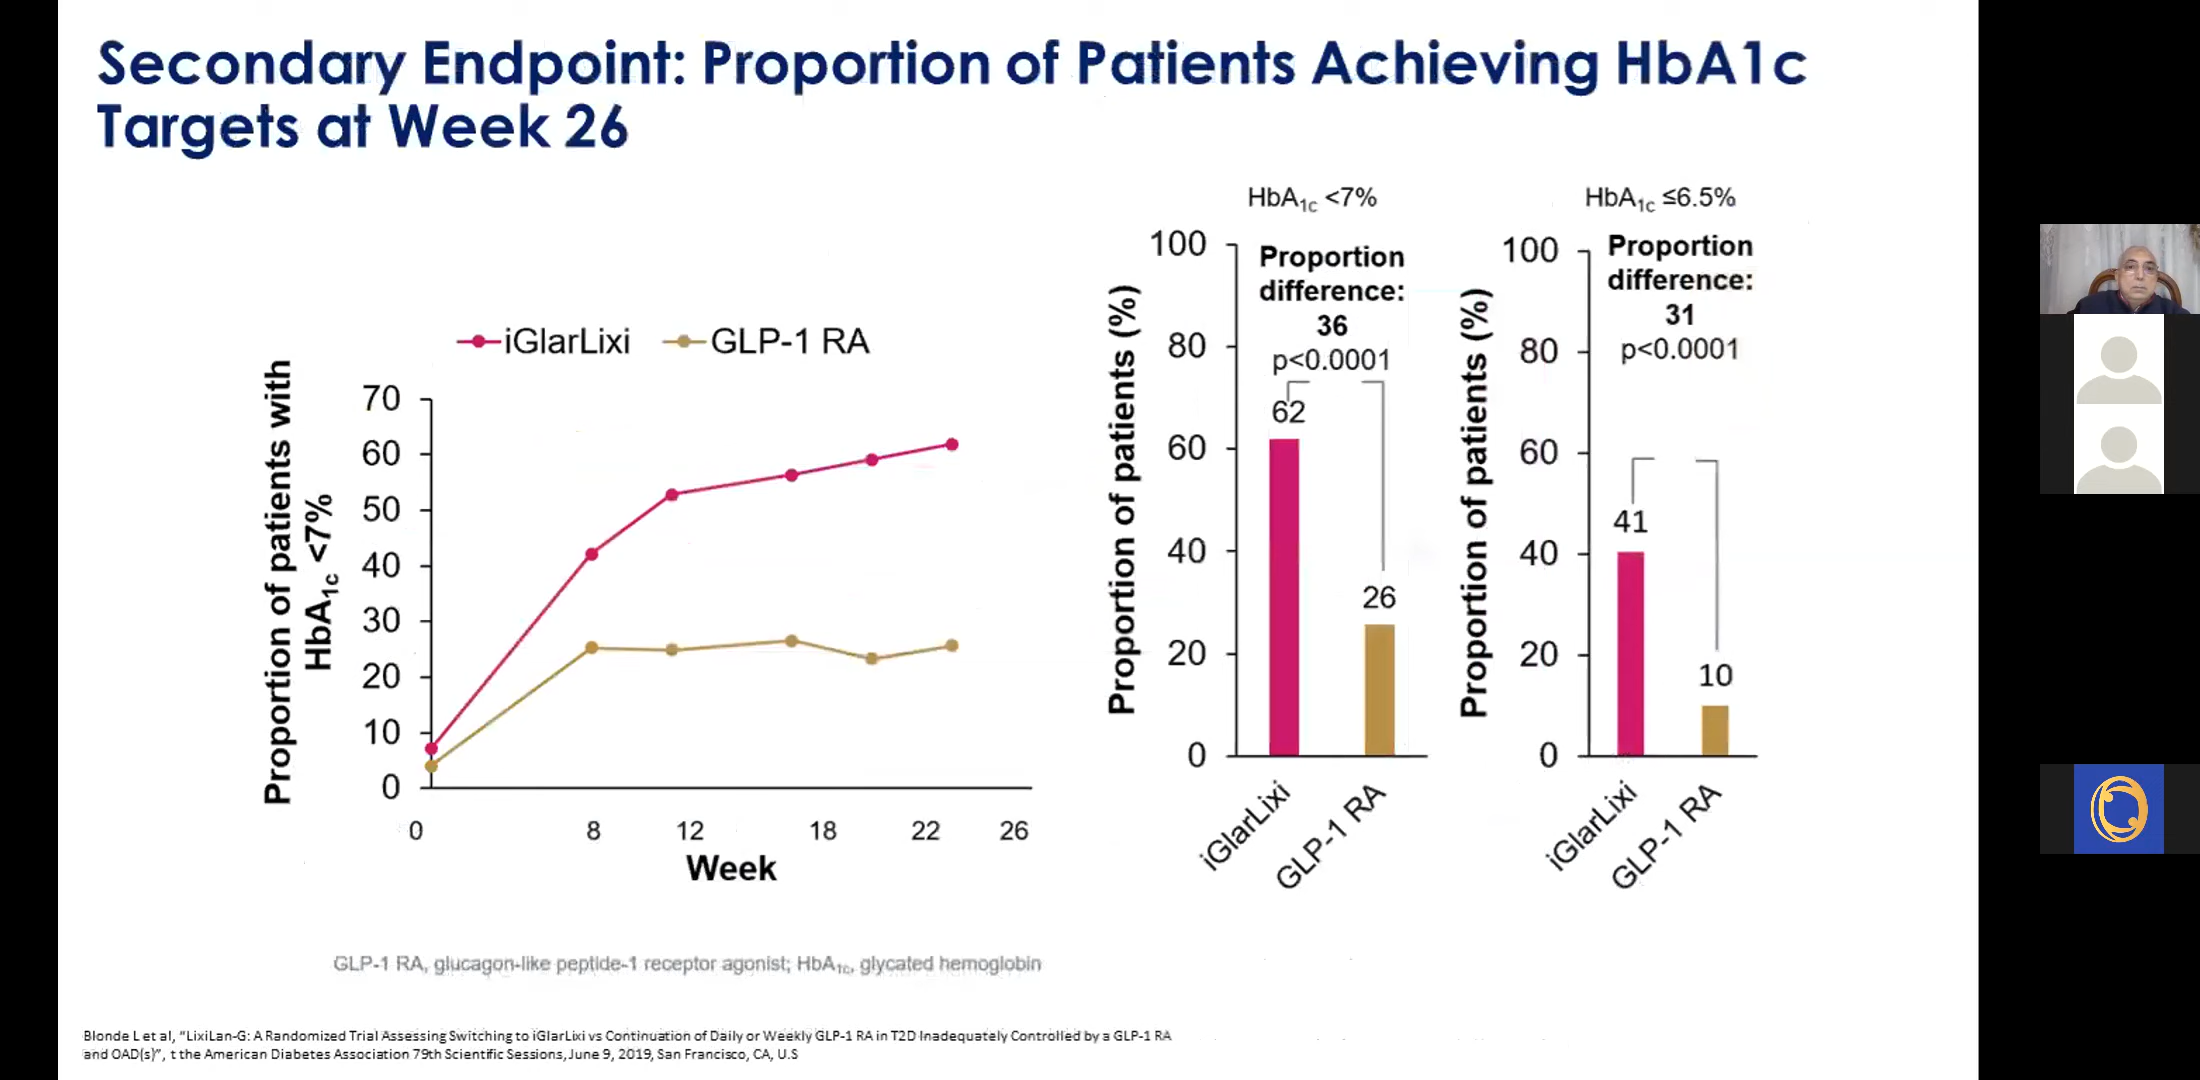 Secondary Endpoint: Proportion of Patients Achieving HbA1c
Targets at Week 26
iGlarLixi
GLP-1 RA
Proportion of patients with
HbA1c <7%
70
60
50
40
30
20
10
0
0 8 12 18 22 26
Week
HbA1c <7%
Proportion
difference:
36
p<0.0001
Proportion of patients (%)
100
80
60
40
20
0
62
26
iGlarLixi
GLP-1 RA
HbA1c ≤6.5%
Proportion
difference:
31
p<0.0001
Proportion of patients (%)
100
80
60
40
20
0
41
10
iGlarLixi
GLP-1 RA
GLP-1 RA, glucagon-like peptide-1 receptor agonist; HbA1c, glycated hemoglobin
Blonde L et al, "LixiLan-G: A Randomized Trial Assessing Switching to iGlarLixi vs Continuation of Daily or Weekly GLP-1 RA in T2D Inadequately Controlled by a GLP-1 RA
and OAD(s)", t the American Diabetes Association 79th Scientific Sessions, June 9, 2019, San Francisco, CA, U.S